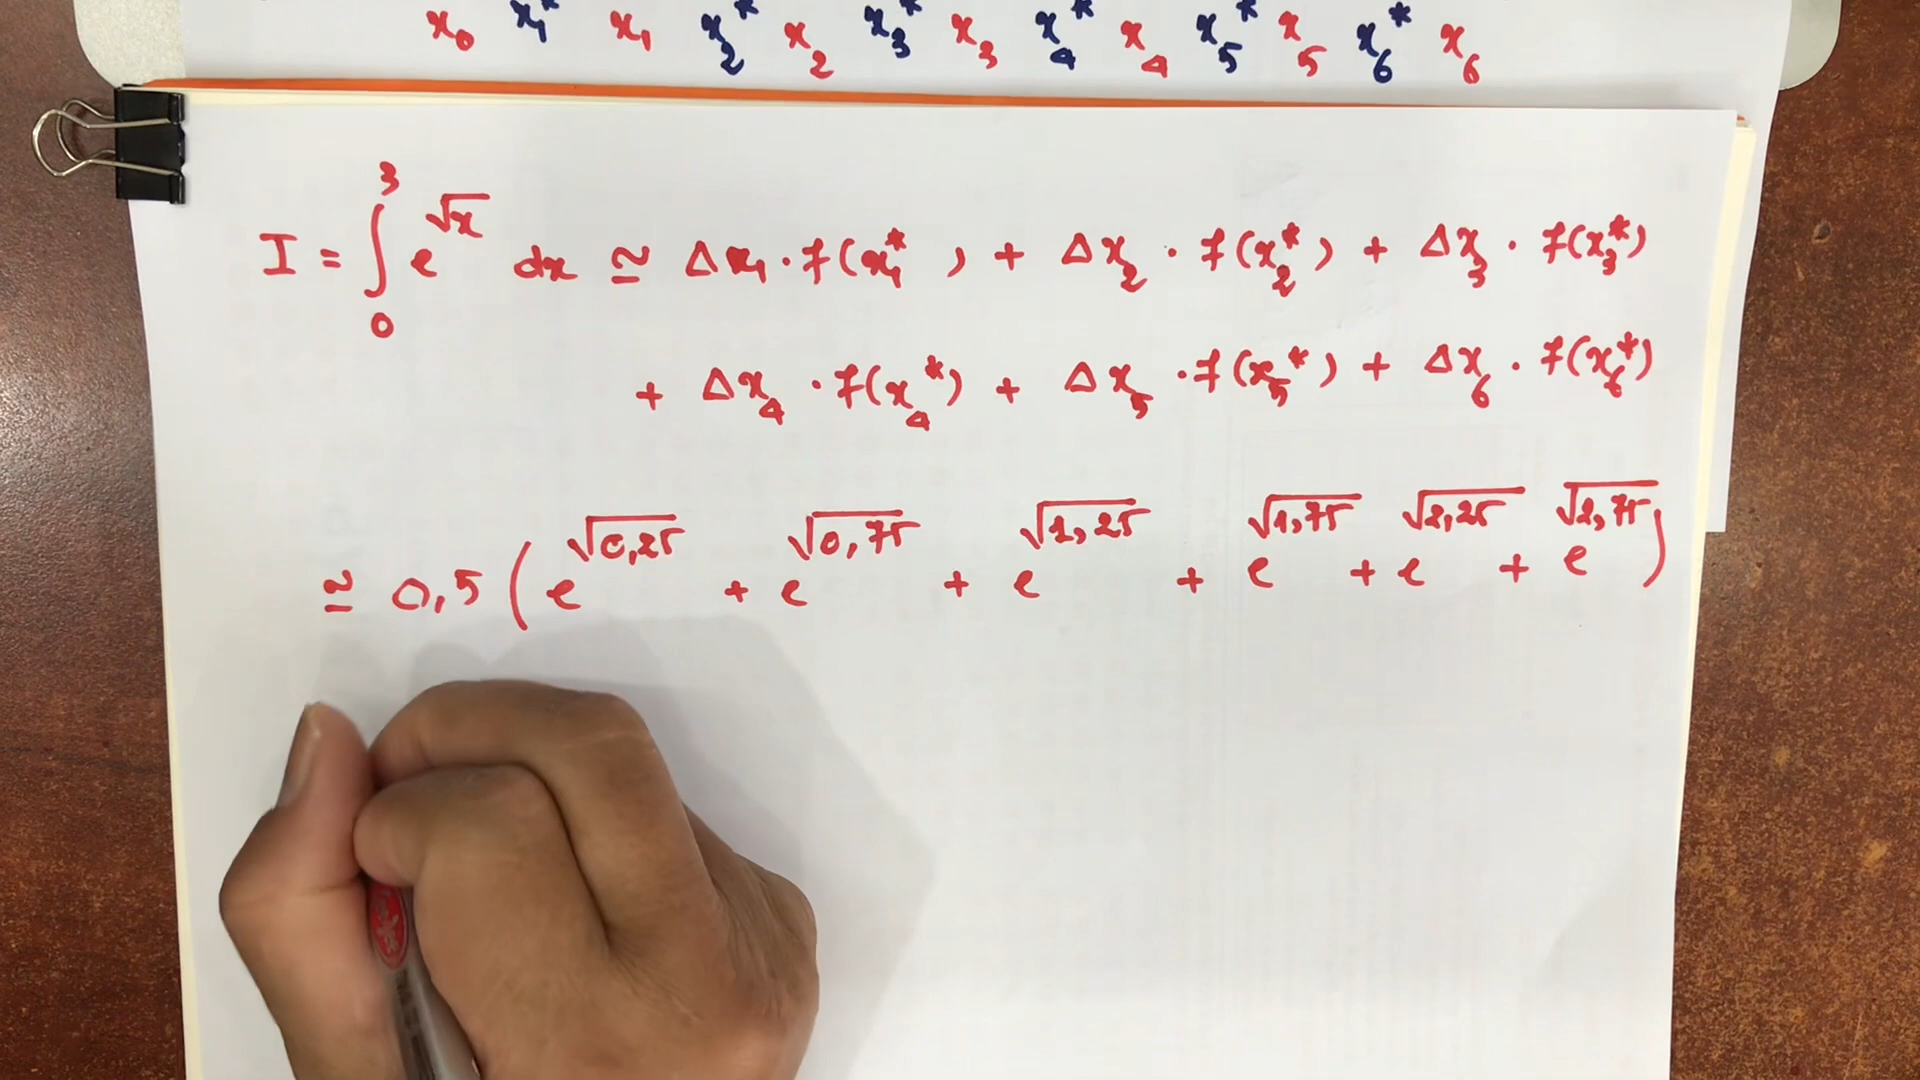 x₀ x₁* x₁ x₂* x₂ x₃* x₃ x₄* x₄ x₅* x₅ x₆* x₆
I = ∫₀³ e^√x dx ≅ Δx₁ · f(x₁*) + Δx₂ · f(x₂*) + Δx₃ · f(x₃*)
+ Δx₄ · f(x₄*) + Δx₅ · f(x₅*) + Δx₆ · f(x₆*)
≅ 0,5 (e^√0,25 + e^√0,75 + e^√1,25 + e^√1,75 + e^√2,25 + e^√2,75)